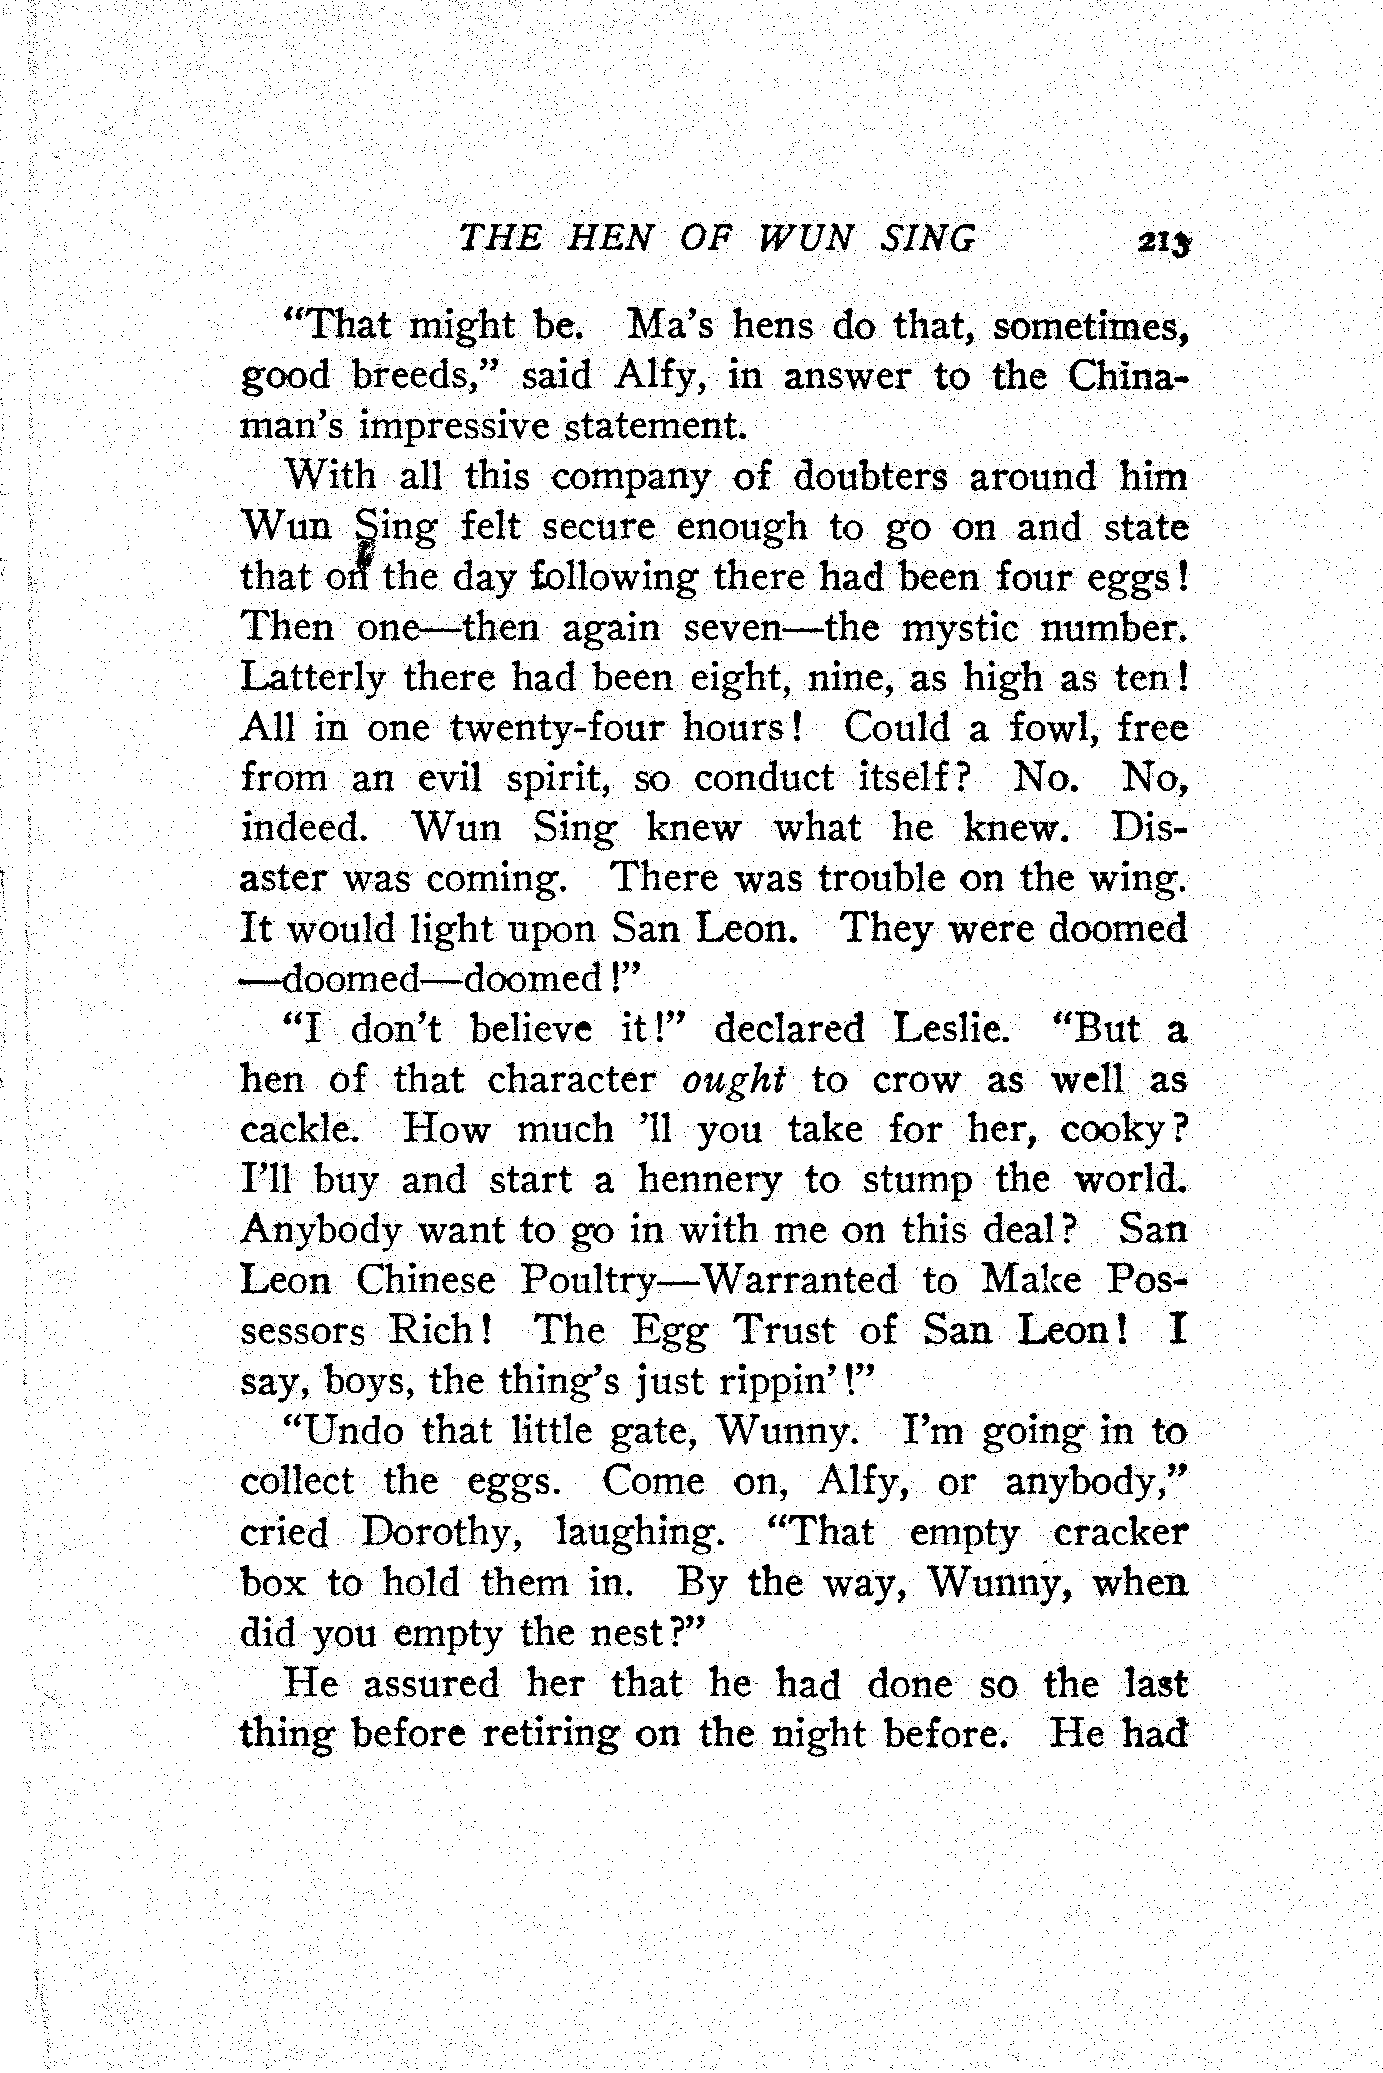 THE HEN OF WUN SING 213
“That might be. Ma’s hens do that, sometimes,
good breeds,” said Alfy, in answer to the China-
man’s impressive statement.
With all this company of doubters around him
Wun Sing felt secure enough to go on and state
that on the day following there had been four eggs!
Then one—then again seven—the mystic number.
Latterly there had been eight, nine, as high as ten!
All in one twenty-four hours! Could a fowl, free
from an evil spirit, so conduct itself? No. No,
indeed. Wun Sing knew what he knew. Dis-
aster was coming. There was trouble on the wing.
It would light upon San Leon. They were doomed
—doomed—doomed!”
“I don’t believe it!” declared Leslie. “But a
hen of that character ought to crow as well as
cackle. How much ’ll you take for her, cooky?
I’ll buy and start a hennery to stump the world.
Anybody want to go in with me on this deal? San
Leon Chinese Poultry—Warranted to Make Pos-
sessors Rich! The Egg Trust of San Leon! I
say, boys, the thing’s just rippin’!”
“Undo that little gate, Wunny. I’m going in to
collect the eggs. Come on, Alfy, or anybody,”
cried Dorothy, laughing. “That empty cracker
box to hold them in. By the way, Wunny, when
did you empty the nest?”
He assured her that he had done so the last
thing before retiring on the night before. He had